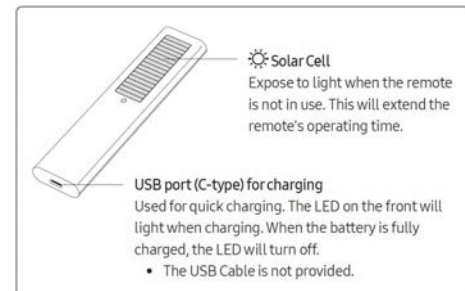 Solar Cell
Expose to light when the remote
is not in use. This will extend the
remote's operating time.
USB port (C-type) for charging
Used for quick charging. The LED on the front will
light when charging. When the battery is fully
charged, the LED will turn off.
• The USB Cable is not provided.